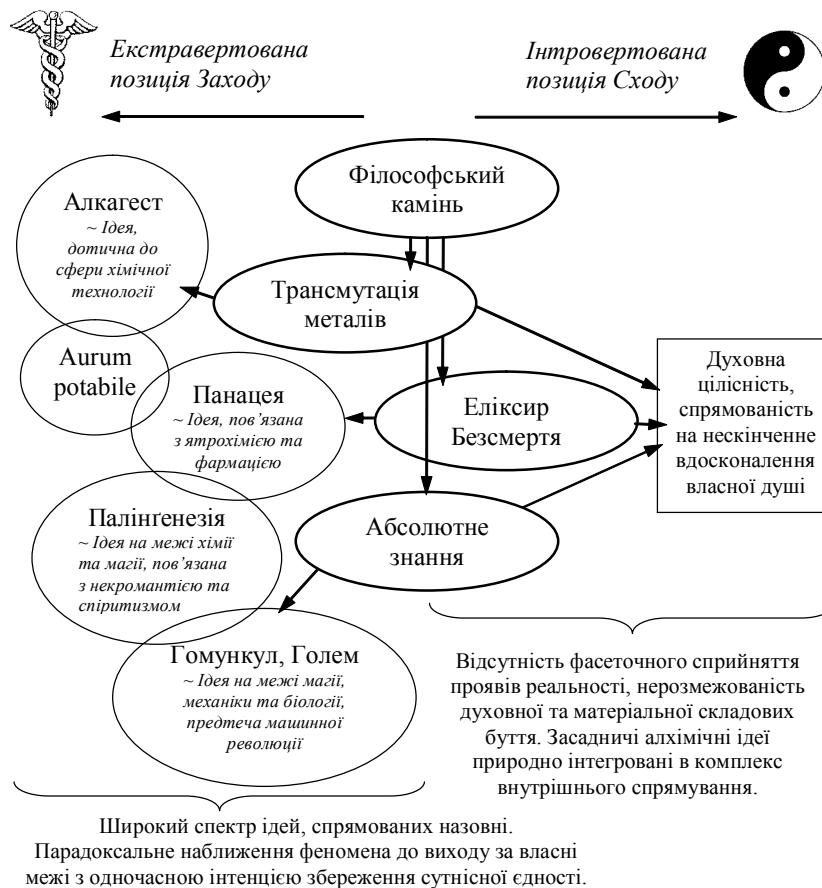 Екстравертована
позиція Заходу
Інтровертована
позиція Сходу
Філософський
камінь
Алкагест
~ Ідея,
дотична до
сфери хімічної
технології
Трансмутація
металів
Aurum
potabile
Панацея
~ Ідея, пов’язана
з ятрохімією та
фармацією
Еліксир
Безсмертя
Духовна
цілісність,
спрямованість
на нескінченне
вдосконалення
власної душі
Палінґенезія
~ Ідея на межі хімії
та магії, пов’язана
з некромантією та
спіритизмом
Абсолютне
знання
Гомункул, Голем
~ Ідея на межі магії,
механіки та біології,
предтеча машинної
революції
Відсутність фасеточного сприйняття
проявів реальності, нерозмежованість
духовної та матеріальної складових
буття. Засадничі алхімічні ідеї
природно інтегровані в комплекс
внутрішнього спрямування.
Широкий спектр ідей, спрямованих назовні.
Парадоксальне наближення феномена до виходу за власні
межі з одночасною інтенцією збереження сутнісної єдності.